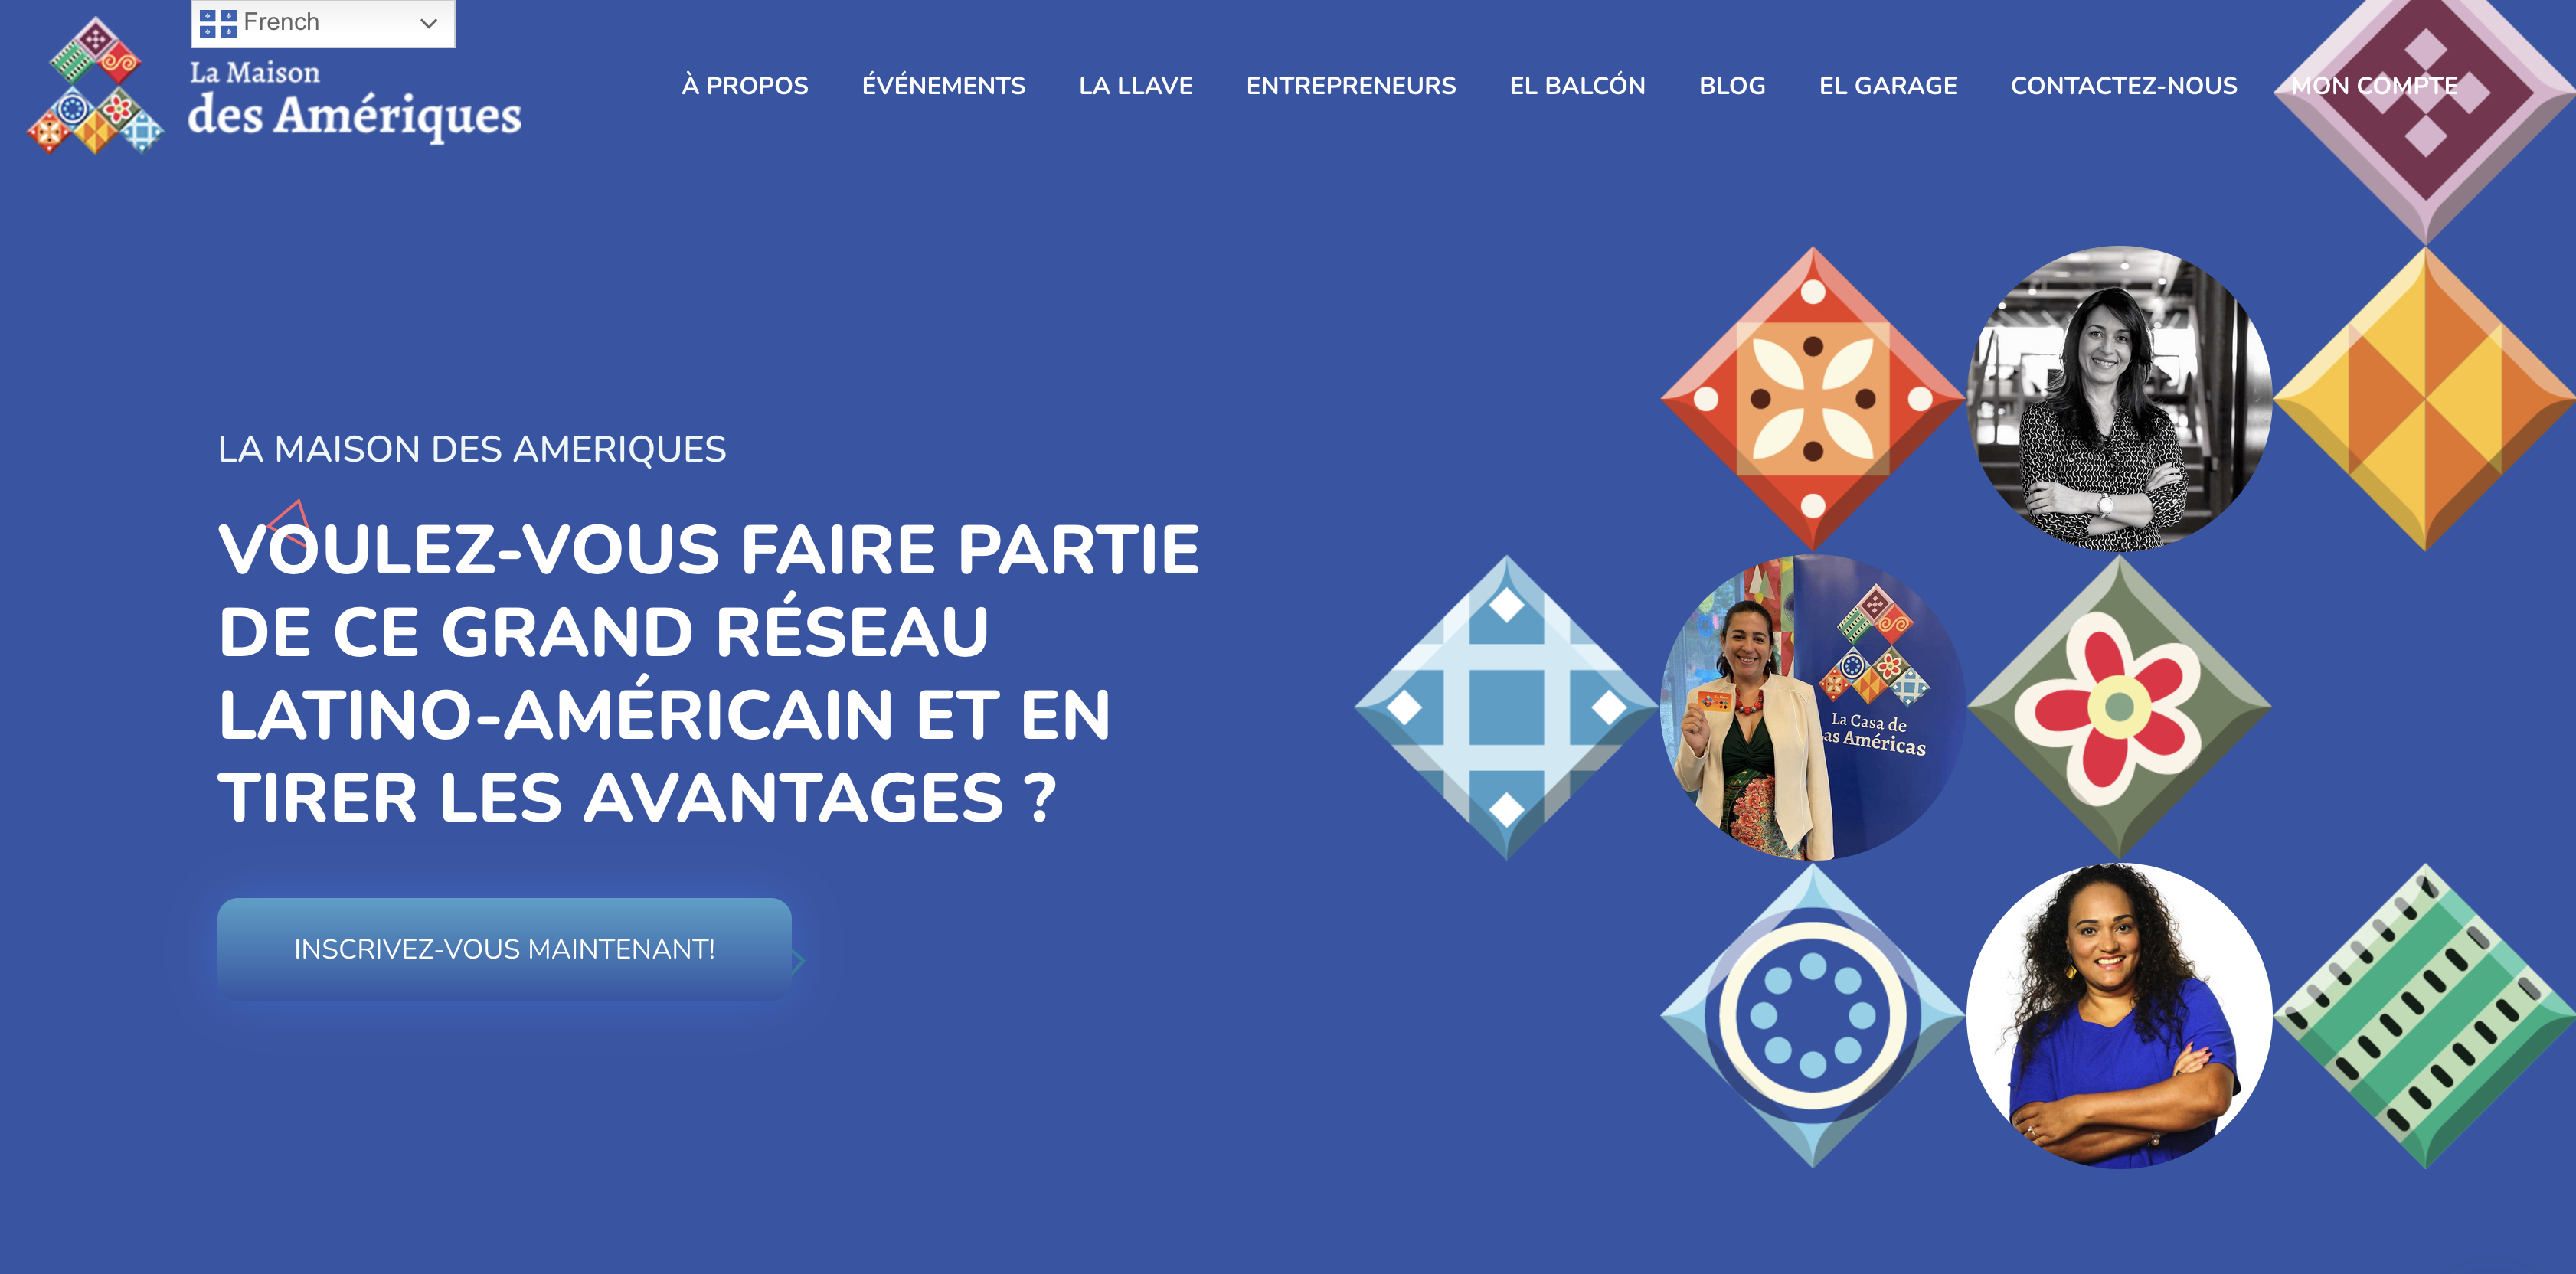 French
La Maison
des Amériques
À PROPOS
ÉVÉNEMENTS
LA LLAVE
ENTREPRENEURS
EL BALCÓN
BLOG
EL GARAGE
CONTACTEZ-NOUS
MON COMPTE
LA MAISON DES AMERIQUES
VOULEZ-VOUS FAIRE PARTIE
DE CE GRAND RÉSEAU
LATINO-AMÉRICAIN ET EN
TIRER LES AVANTAGES ?
INSCRIVEZ-VOUS MAINTENANT!
La Casa de
as Américas